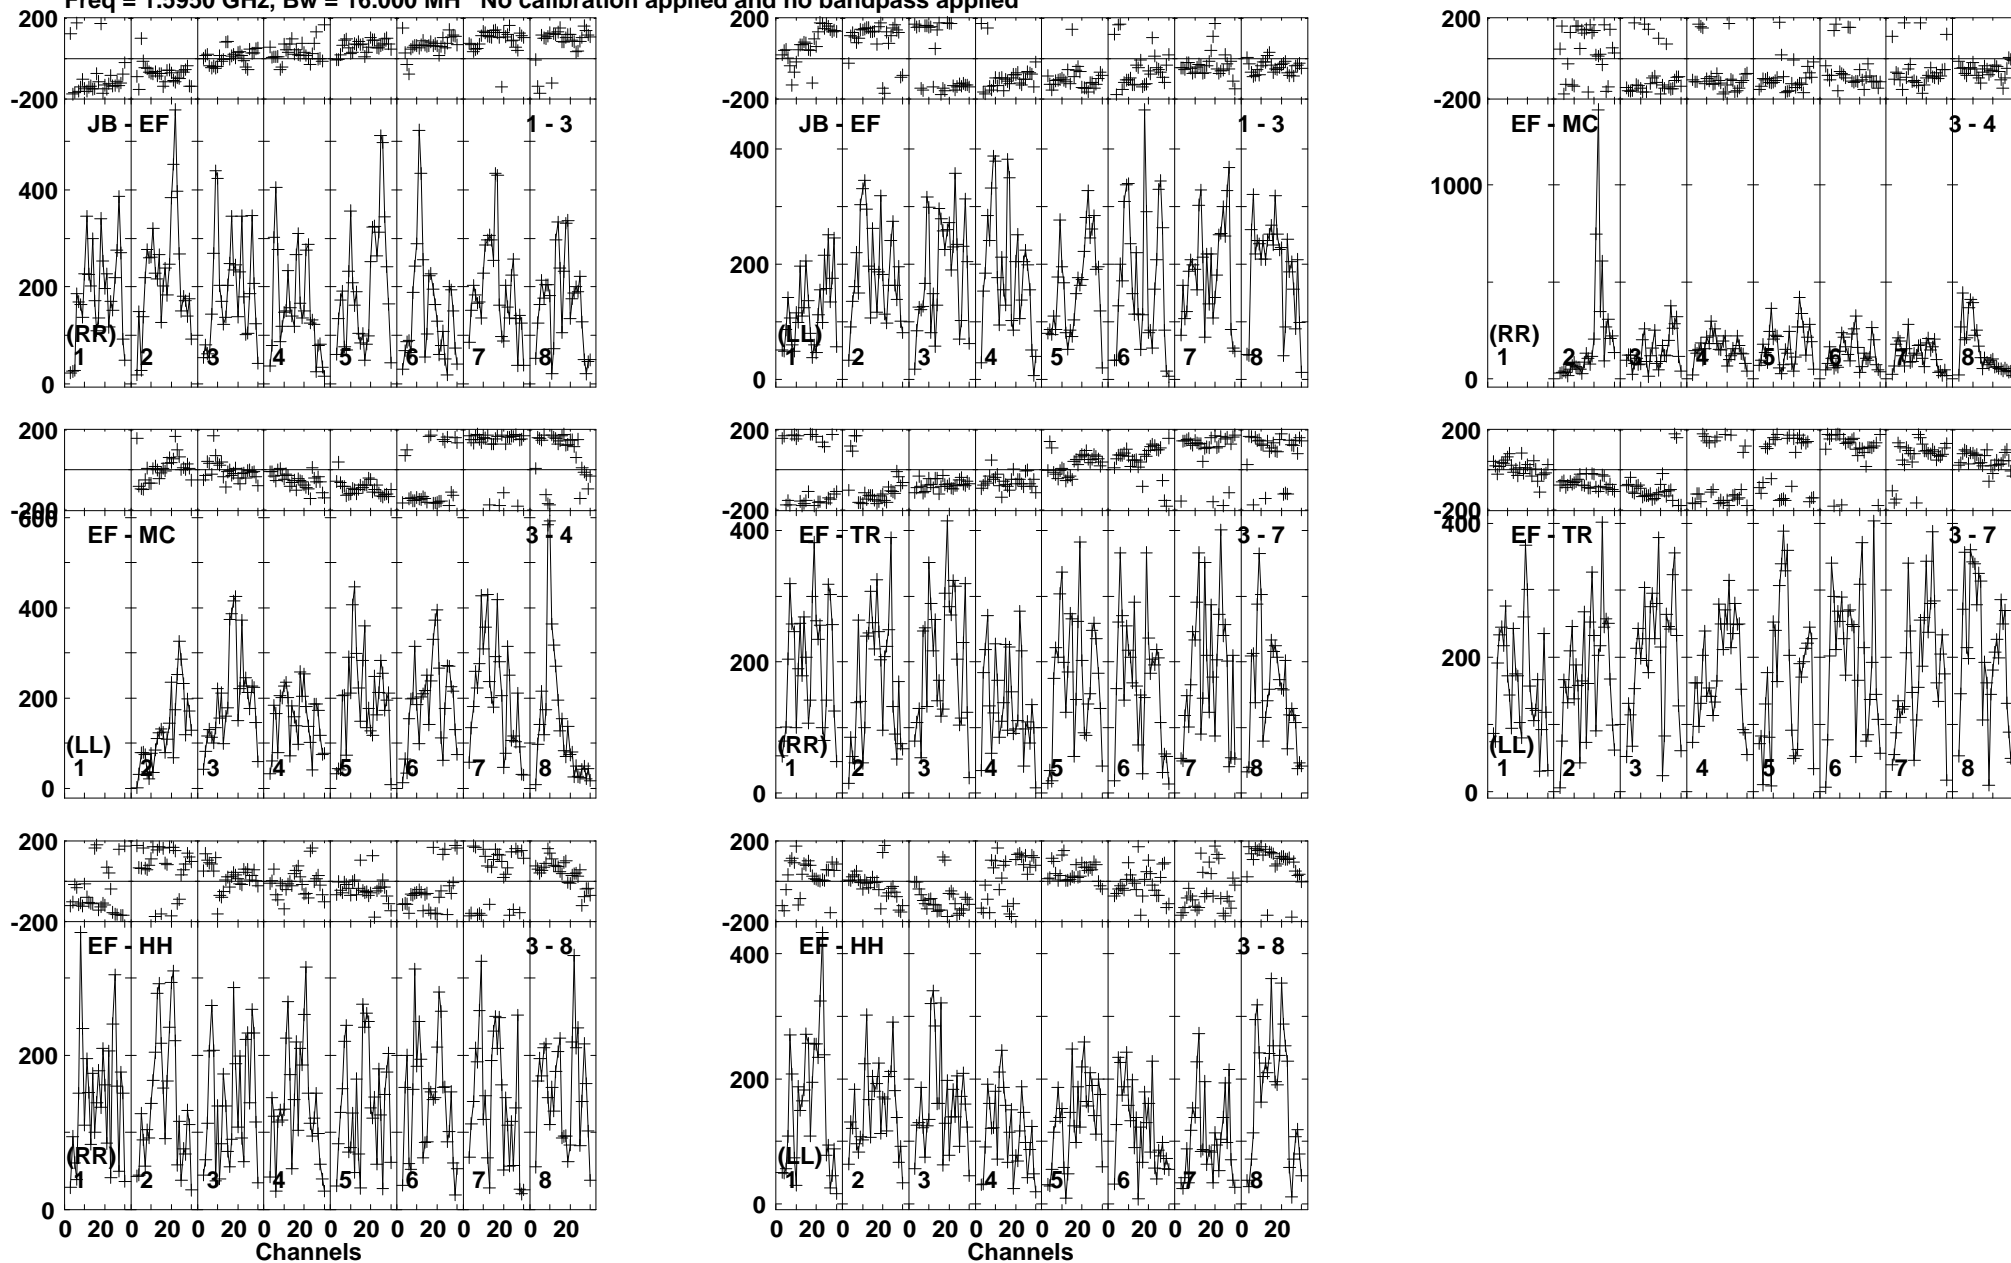 Freq = 1.5950 GHz, Bw = 16.000 MH No calibration applied and no bandpass applied
200
-200
JB - EF 1 - 3
400
200
0
(RR)
1 2 3 4 5 6 7 8
200
-200
JB - EF 1 - 3
400
200
0
(LL)
1 2 3 4 5 6 7 8
200
-200
EF - MC 3 - 4
1000
0
(RR)
1 2 3 4 5 6 7 8
200
-200
600
EF - MC 3 - 4
400
200
0
(LL)
1 2 3 4 5 6 7 8
200
-200
400
EF - TR 3 - 7
200
0
(RR)
1 2 3 4 5 6 7 8
200
-200
400
EF - TR 3 - 7
200
0
(LL)
1 2 3 4 5 6 7 8
200
-200
EF - HH 3 - 8
200
0
(RR)
1 2 3 4 5 6 7 8
0 20 0 20 0 20 0 20 0 20 0 20 0 20 0 20
Channels
200
-200
EF - HH 3 - 8
400
200
0
(LL)
1 2 3 4 5 6 7 8
0 20 0 20 0 20 0 20 0 20 0 20 0 20 0 20
Channels